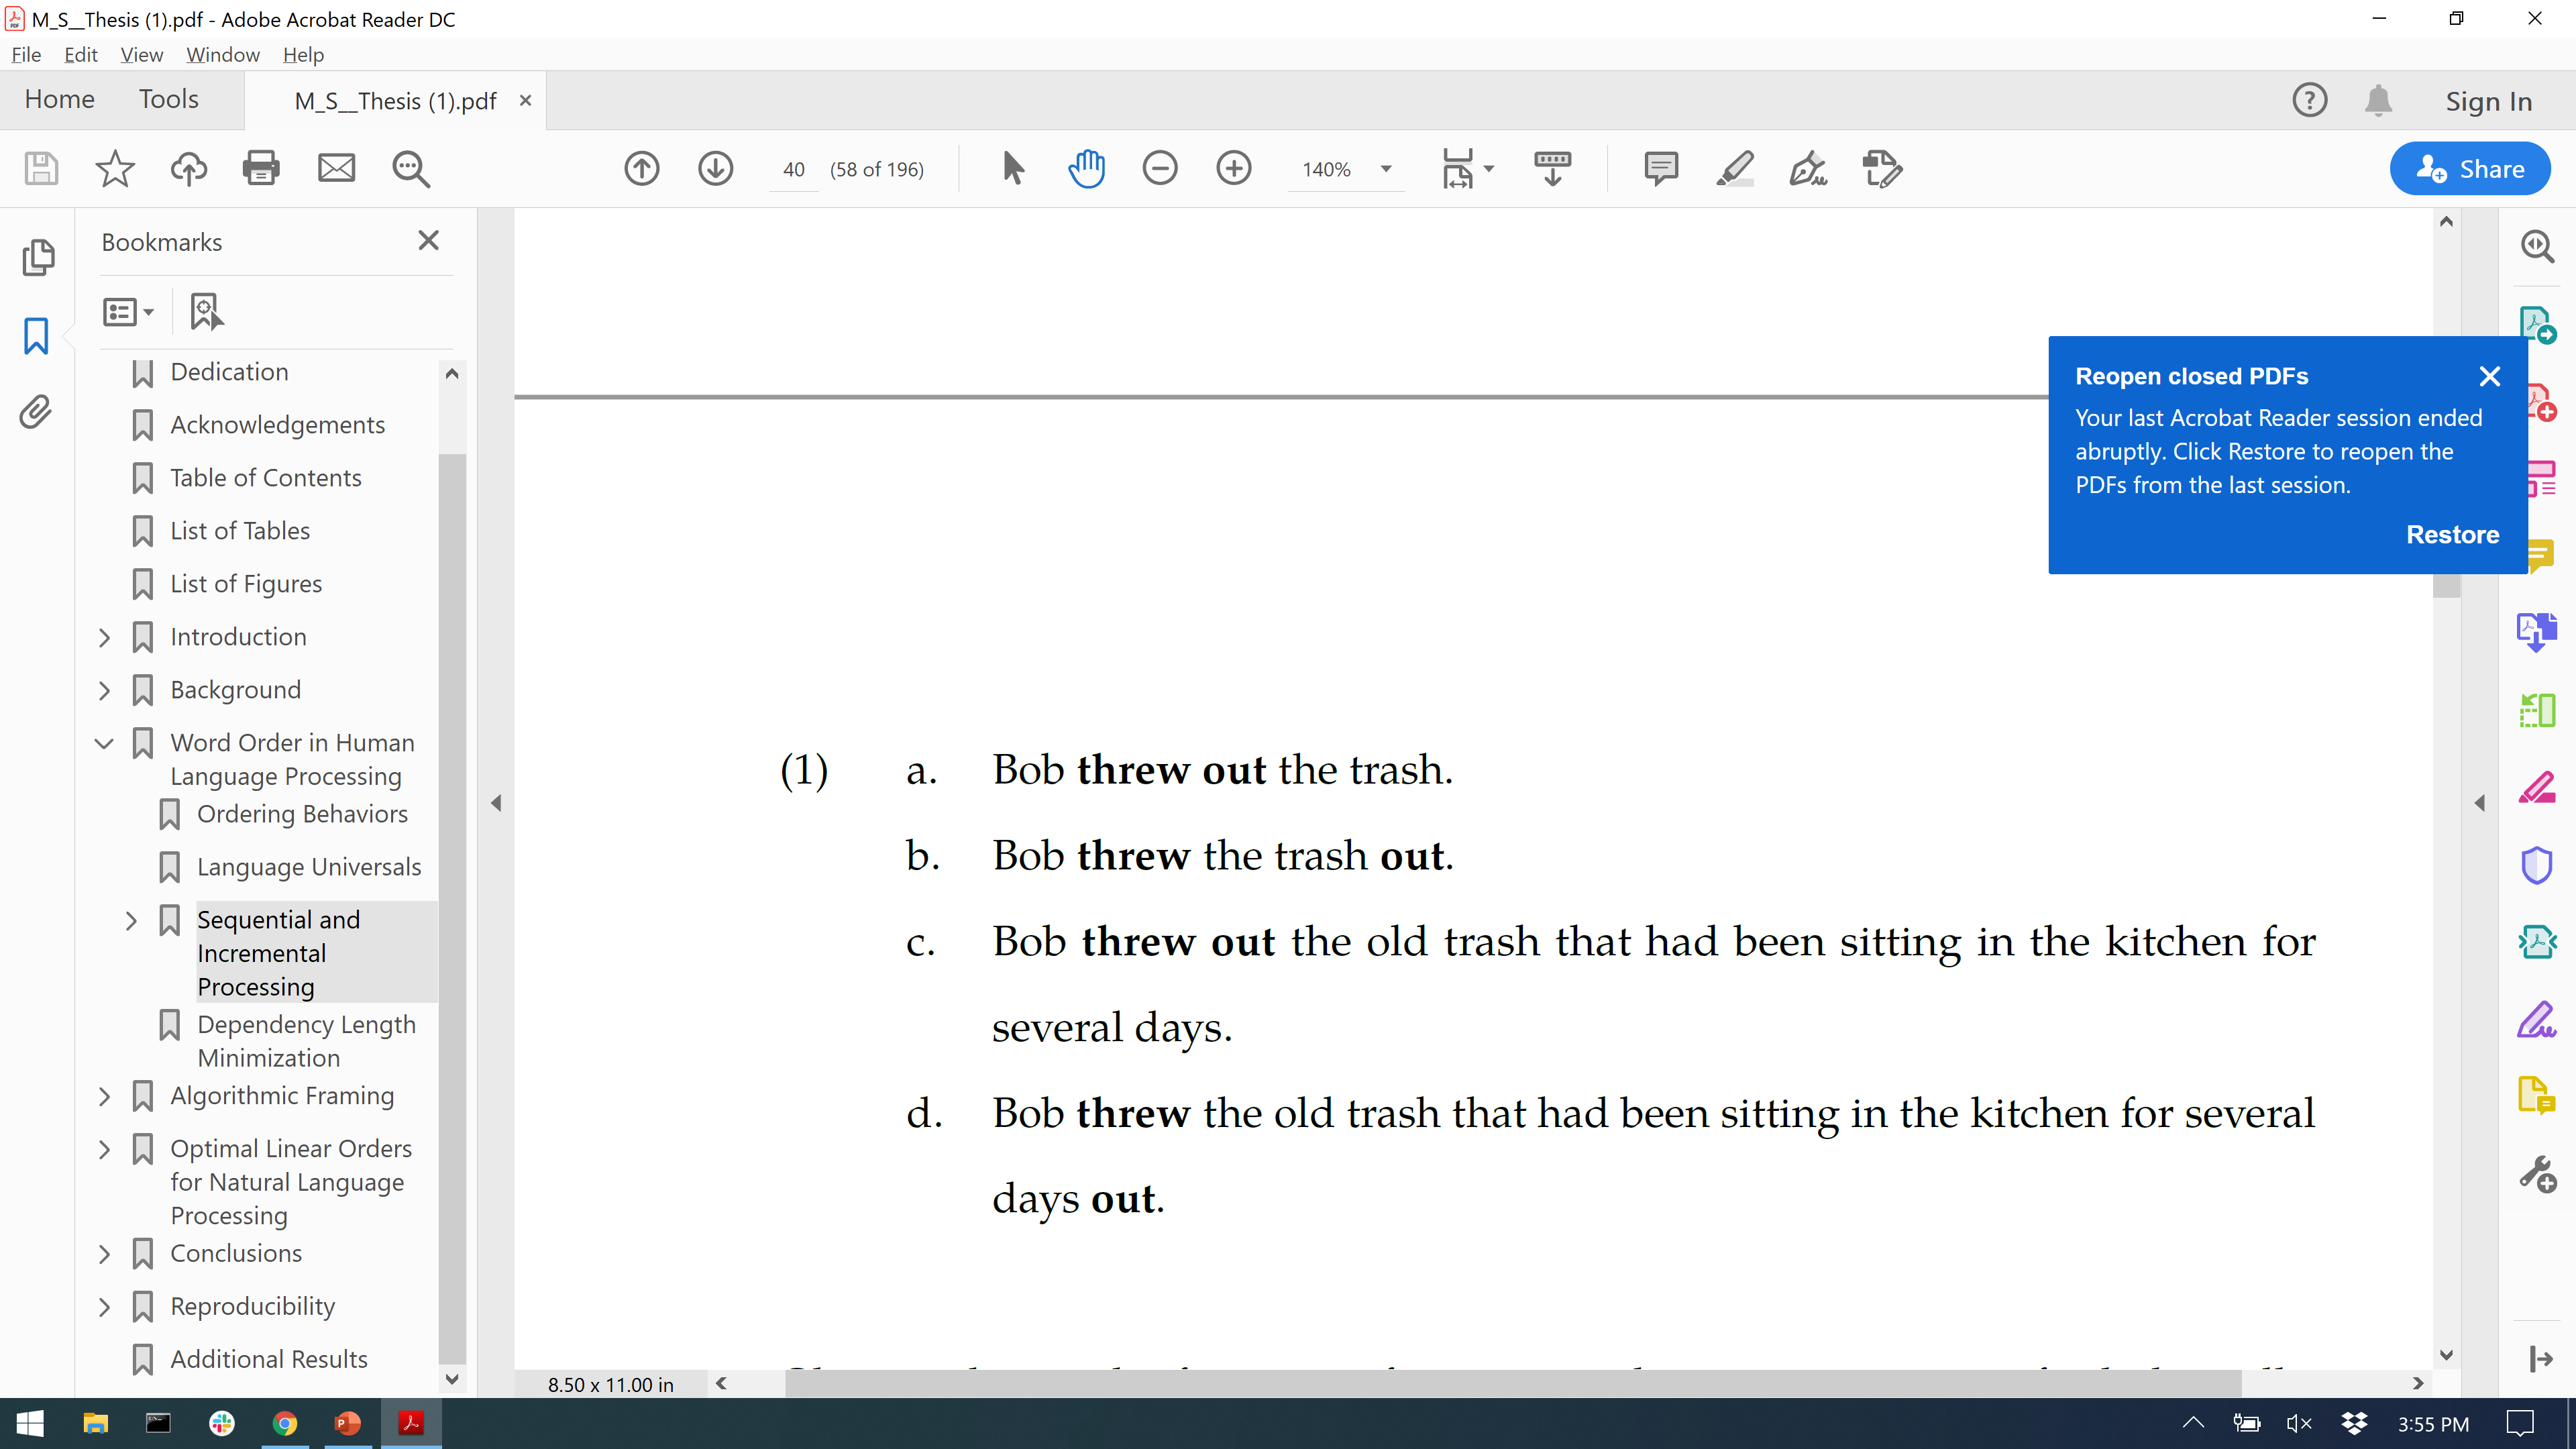 M_S__Thesis (1).pdf - Adobe Acrobat Reader DC
File Edit View Window Help
Home Tools M_S__Thesis (1).pdf Sign In
40 (58 of 196) 140% Share
Bookmarks
Dedication
Acknowledgements
Table of Contents
List of Tables
List of Figures
Introduction
Background
Word Order in Human
Language Processing
Ordering Behaviors
Language Universals
Sequential and
Incremental
Processing
Dependency Length
Minimization
Algorithmic Framing
Optimal Linear Orders
for Natural Language
Processing
Conclusions
Reproducibility
Additional Results
Reopen closed PDFs
Your last Acrobat Reader session ended
abruptly. Click Restore to reopen the
PDFs from the last session.
Restore
(1) a. Bob threw out the trash.
b. Bob threw the trash out.
c. Bob threw out the old trash that had been sitting in the kitchen for
several days.
d. Bob threw the old trash that had been sitting in the kitchen for several
days out.
8.50 x 11.00 in
3:55 PM